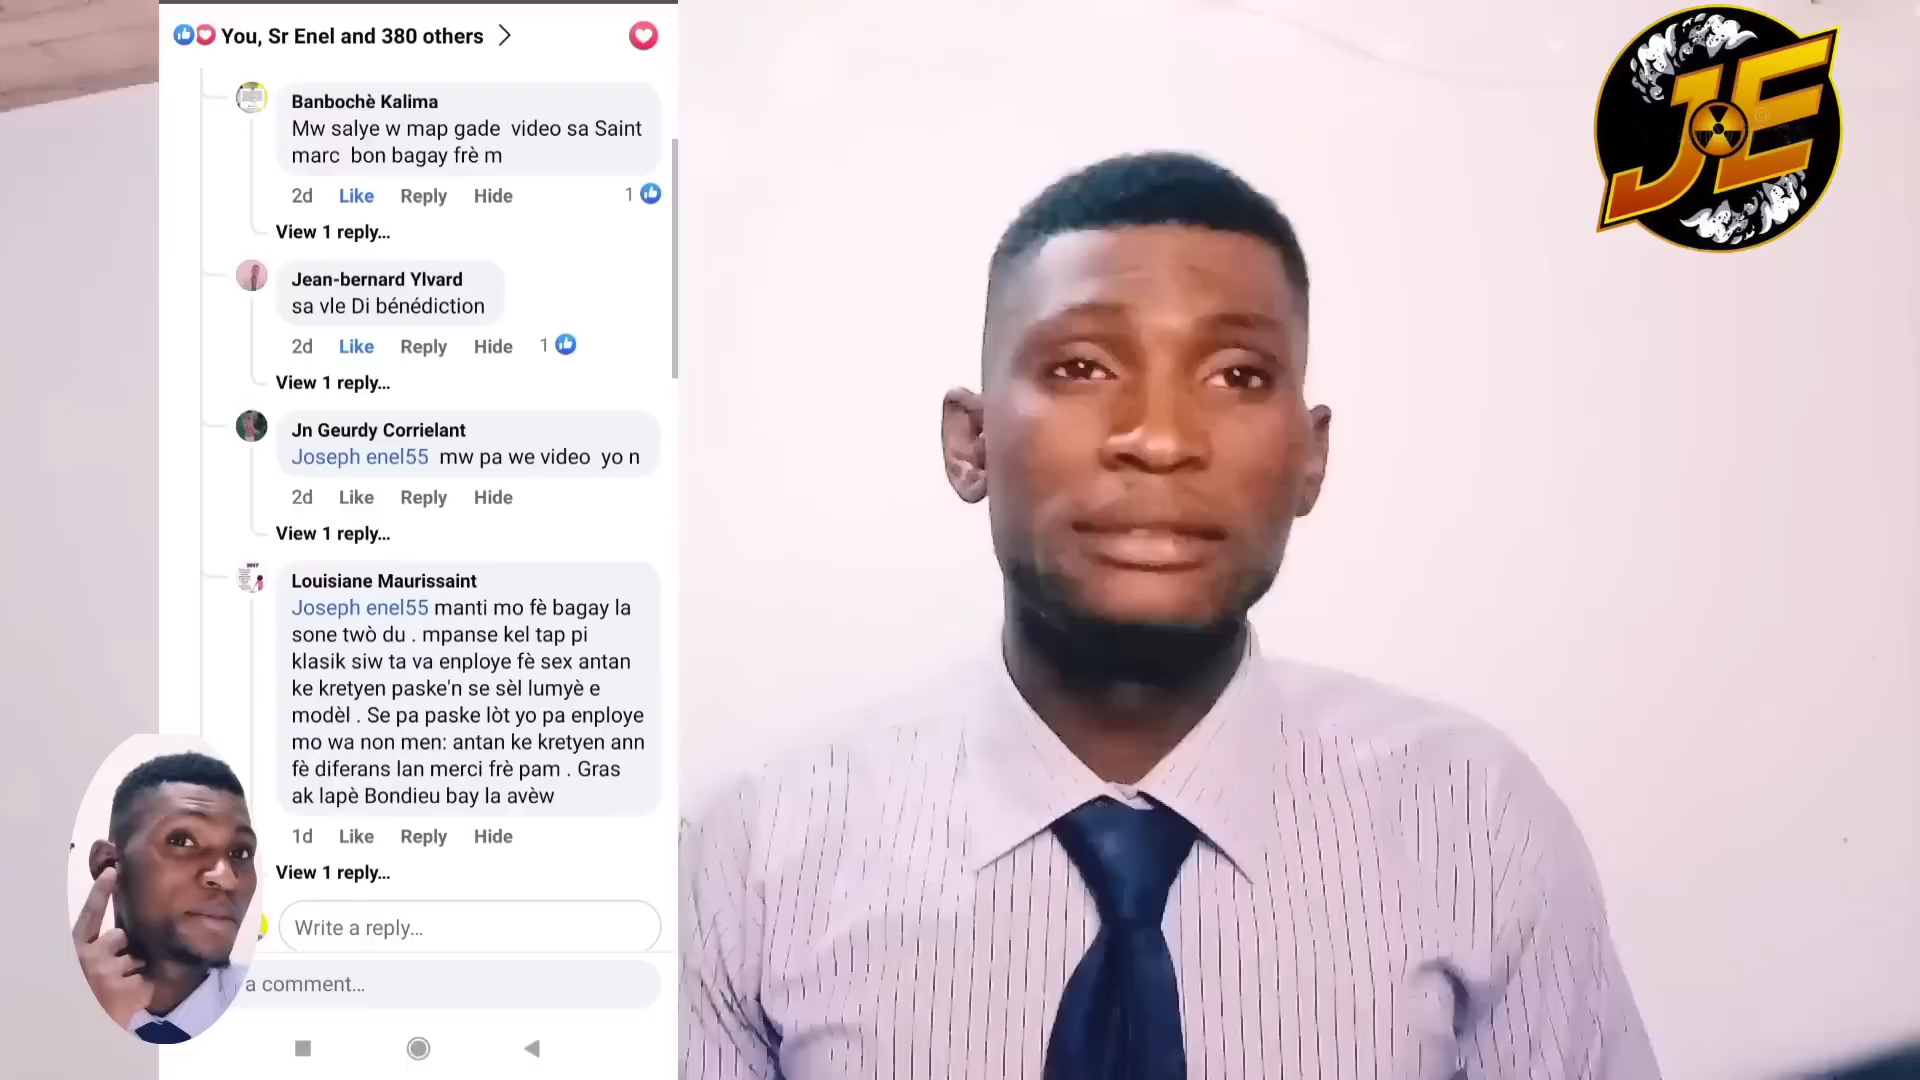 You, Sr Enel and 380 others
Banbochè Kalima
Mw salye w map gade video sa Saint
marc bon bagay frè m
2d Like Reply Hide 1
View 1 reply...
Jean-bernard Ylvard
sa vle Di bénédiction
2d Like Reply Hide 1
View 1 reply...
Jn Geurdy Corrielant
Joseph enel55 mw pa we video yo n
2d Like Reply Hide
View 1 reply...
Louisiane Maurissaint
Joseph enel55 manti mo fè bagay la
sone twò du . mpanse kel tap pi
klasik siw ta va enploye fè sex antan
ke kretyen paske'n se sèl lumyè e
modèl . Se pa paske lòt yo pa enploye
mo wa non men: antan ke kretyen ann
fè diferans lan merci frè pam . Gras
ak lapè Bondieu bay la avèw
1d Like Reply Hide
View 1 reply...
Write a reply...
a comment...
JE